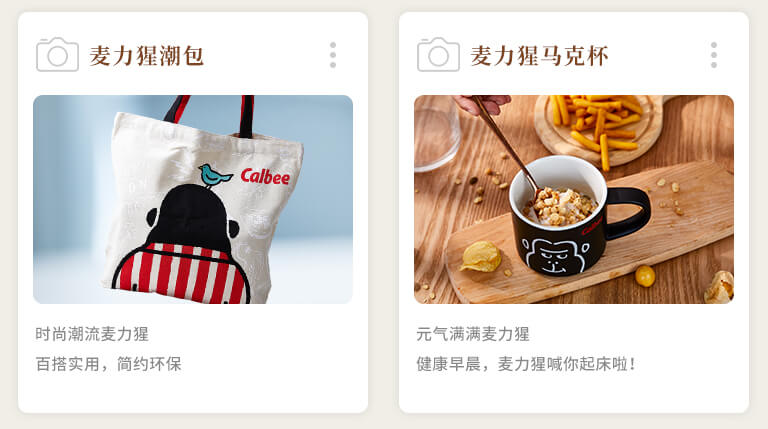 麦力猩潮包
Calbee
时尚潮流麦力猩
百搭实用，简约环保
麦力猩马克杯
Calbee
元气满满麦力猩
健康早晨，麦力猩喊你起床啦！